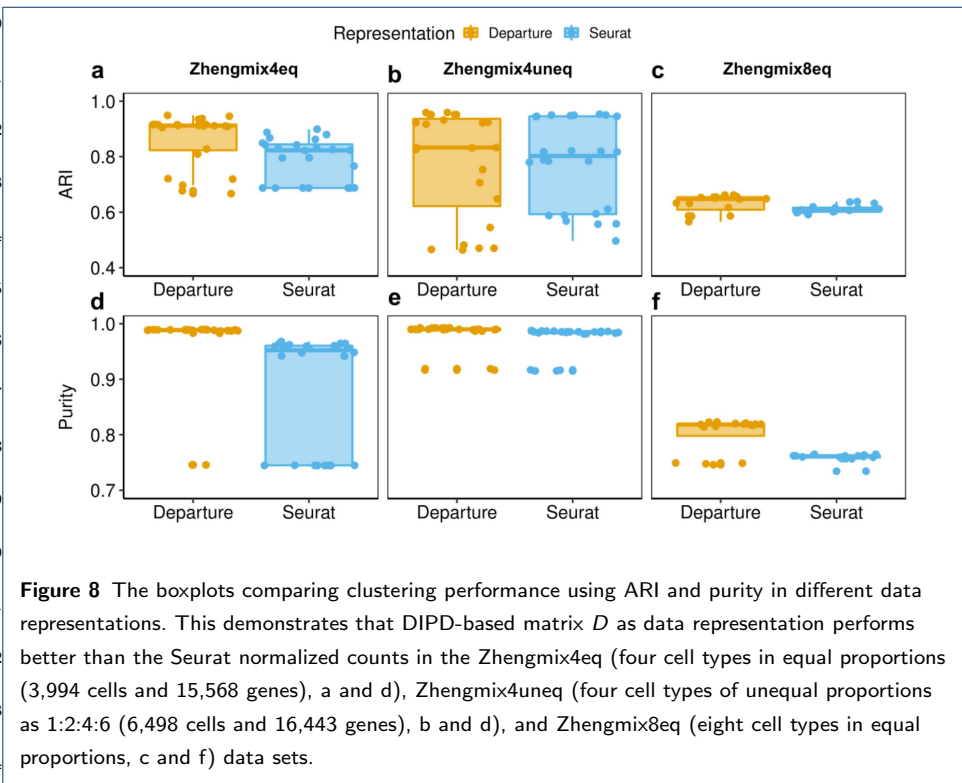 Representation Departure Seurat
a Zhengmix4eq b Zhengmix4uneq c Zhengmix8eq
1.0
0.8
0.6
0.4
ARI
Departure Seurat Departure Seurat Departure Seurat
d e f
1.0
0.9
0.8
0.7
Purity
Departure Seurat Departure Seurat Departure Seurat
Figure 8 The boxplots comparing clustering performance using ARI and purity in different data
representations. This demonstrates that DIPD-based matrix D as data representation performs
better than the Seurat normalized counts in the Zhengmix4eq (four cell types in equal proportions
(3,994 cells and 15,568 genes), a and d), Zhengmix4uneq (four cell types of unequal proportions
as 1:2:4:6 (6,498 cells and 16,443 genes), b and d), and Zhengmix8eq (eight cell types in equal
proportions, c and f) data sets.